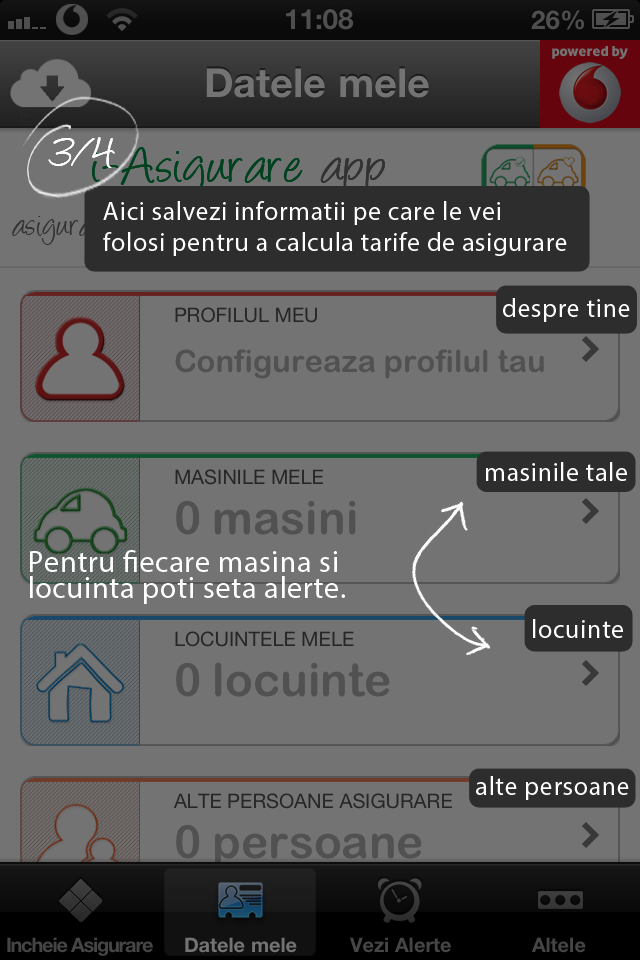 11:08
26%
Datele mele
powered by
3/4
i-Asigurare app
Aici salvezi informatii pe care le vei
folosi pentru a calcula tarife de asigurare
despre tine
PROFILUL MEU
Configureaza profilul tau
masinile tale
MASINILE MELE
0 masini
Pentru fiecare masina si
locuinta poti seta alerte.
locuinte
LOCUINTELE MELE
0 locuinte
alte persoane
ALTE PERSOANE ASIGURARE
0 persoane
Incheie Asigurare
Datele mele
Vezi Alerte
Altele